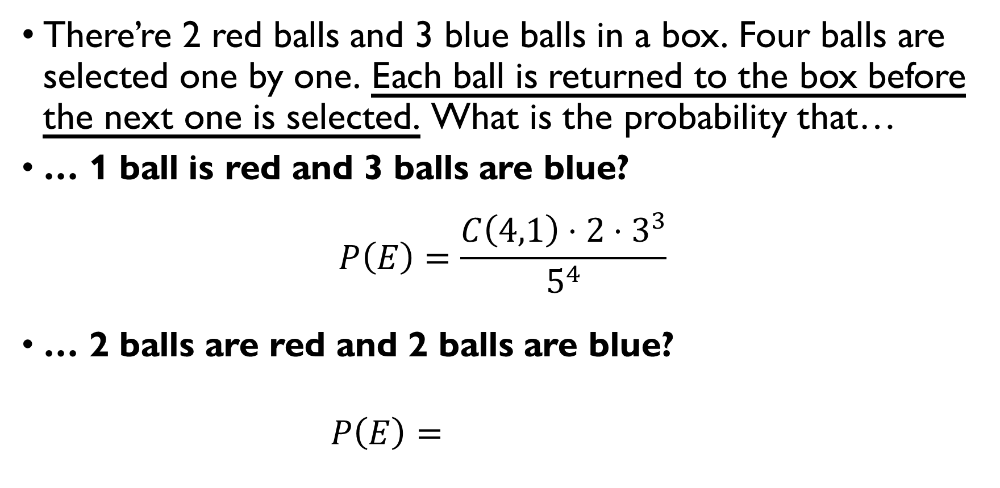 • There’re 2 red balls and 3 blue balls in a box. Four balls are
selected one by one. Each ball is returned to the box before
the next one is selected. What is the probability that…
• … 1 ball is red and 3 balls are blue?
P(E) = \frac{C(4,1) · 2 · 3^3}{5^4}
• … 2 balls are red and 2 balls are blue?
P(E) =